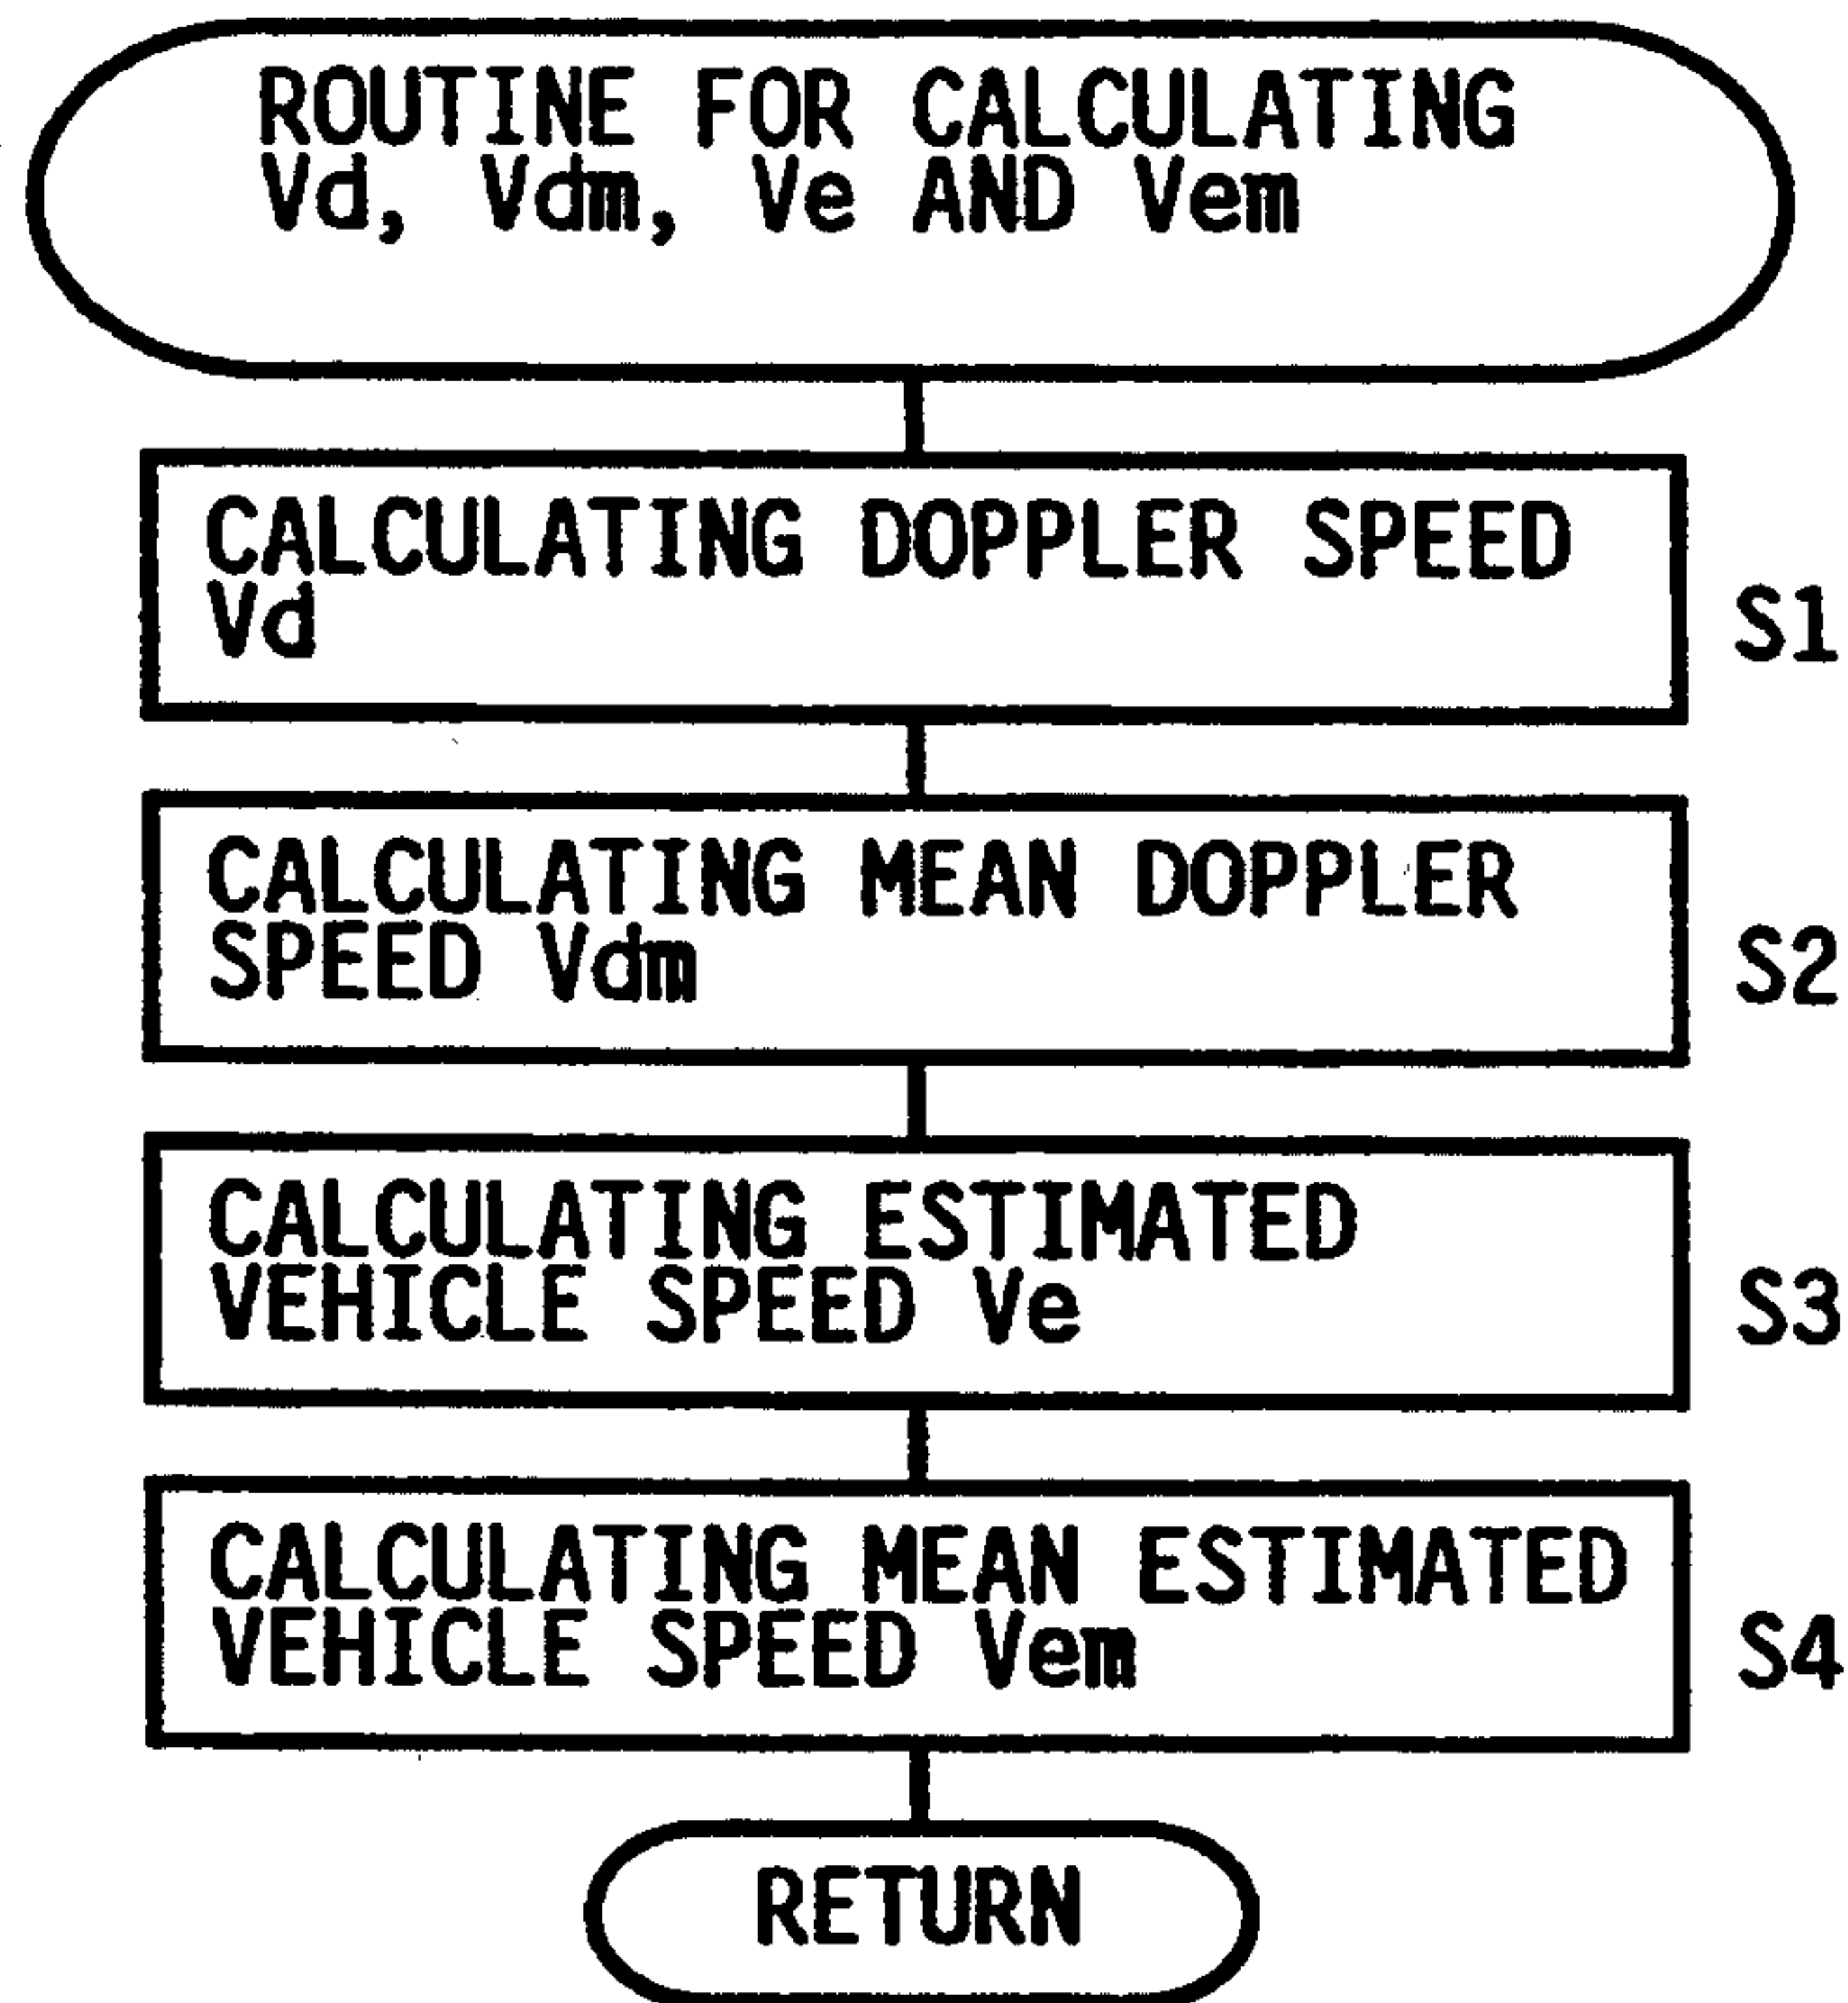 ROUTINE FOR CALCULATING
Vd, Vdm, Ve AND Vem
CALCULATING DOPPLER SPEED
Vd
S1
CALCULATING MEAN DOPPLER
SPEED Vdm
S2
CALCULATING ESTIMATED
VEHICLE SPEED Ve
S3
CALCULATING MEAN ESTIMATED
VEHICLE SPEED Vem
S4
RETURN